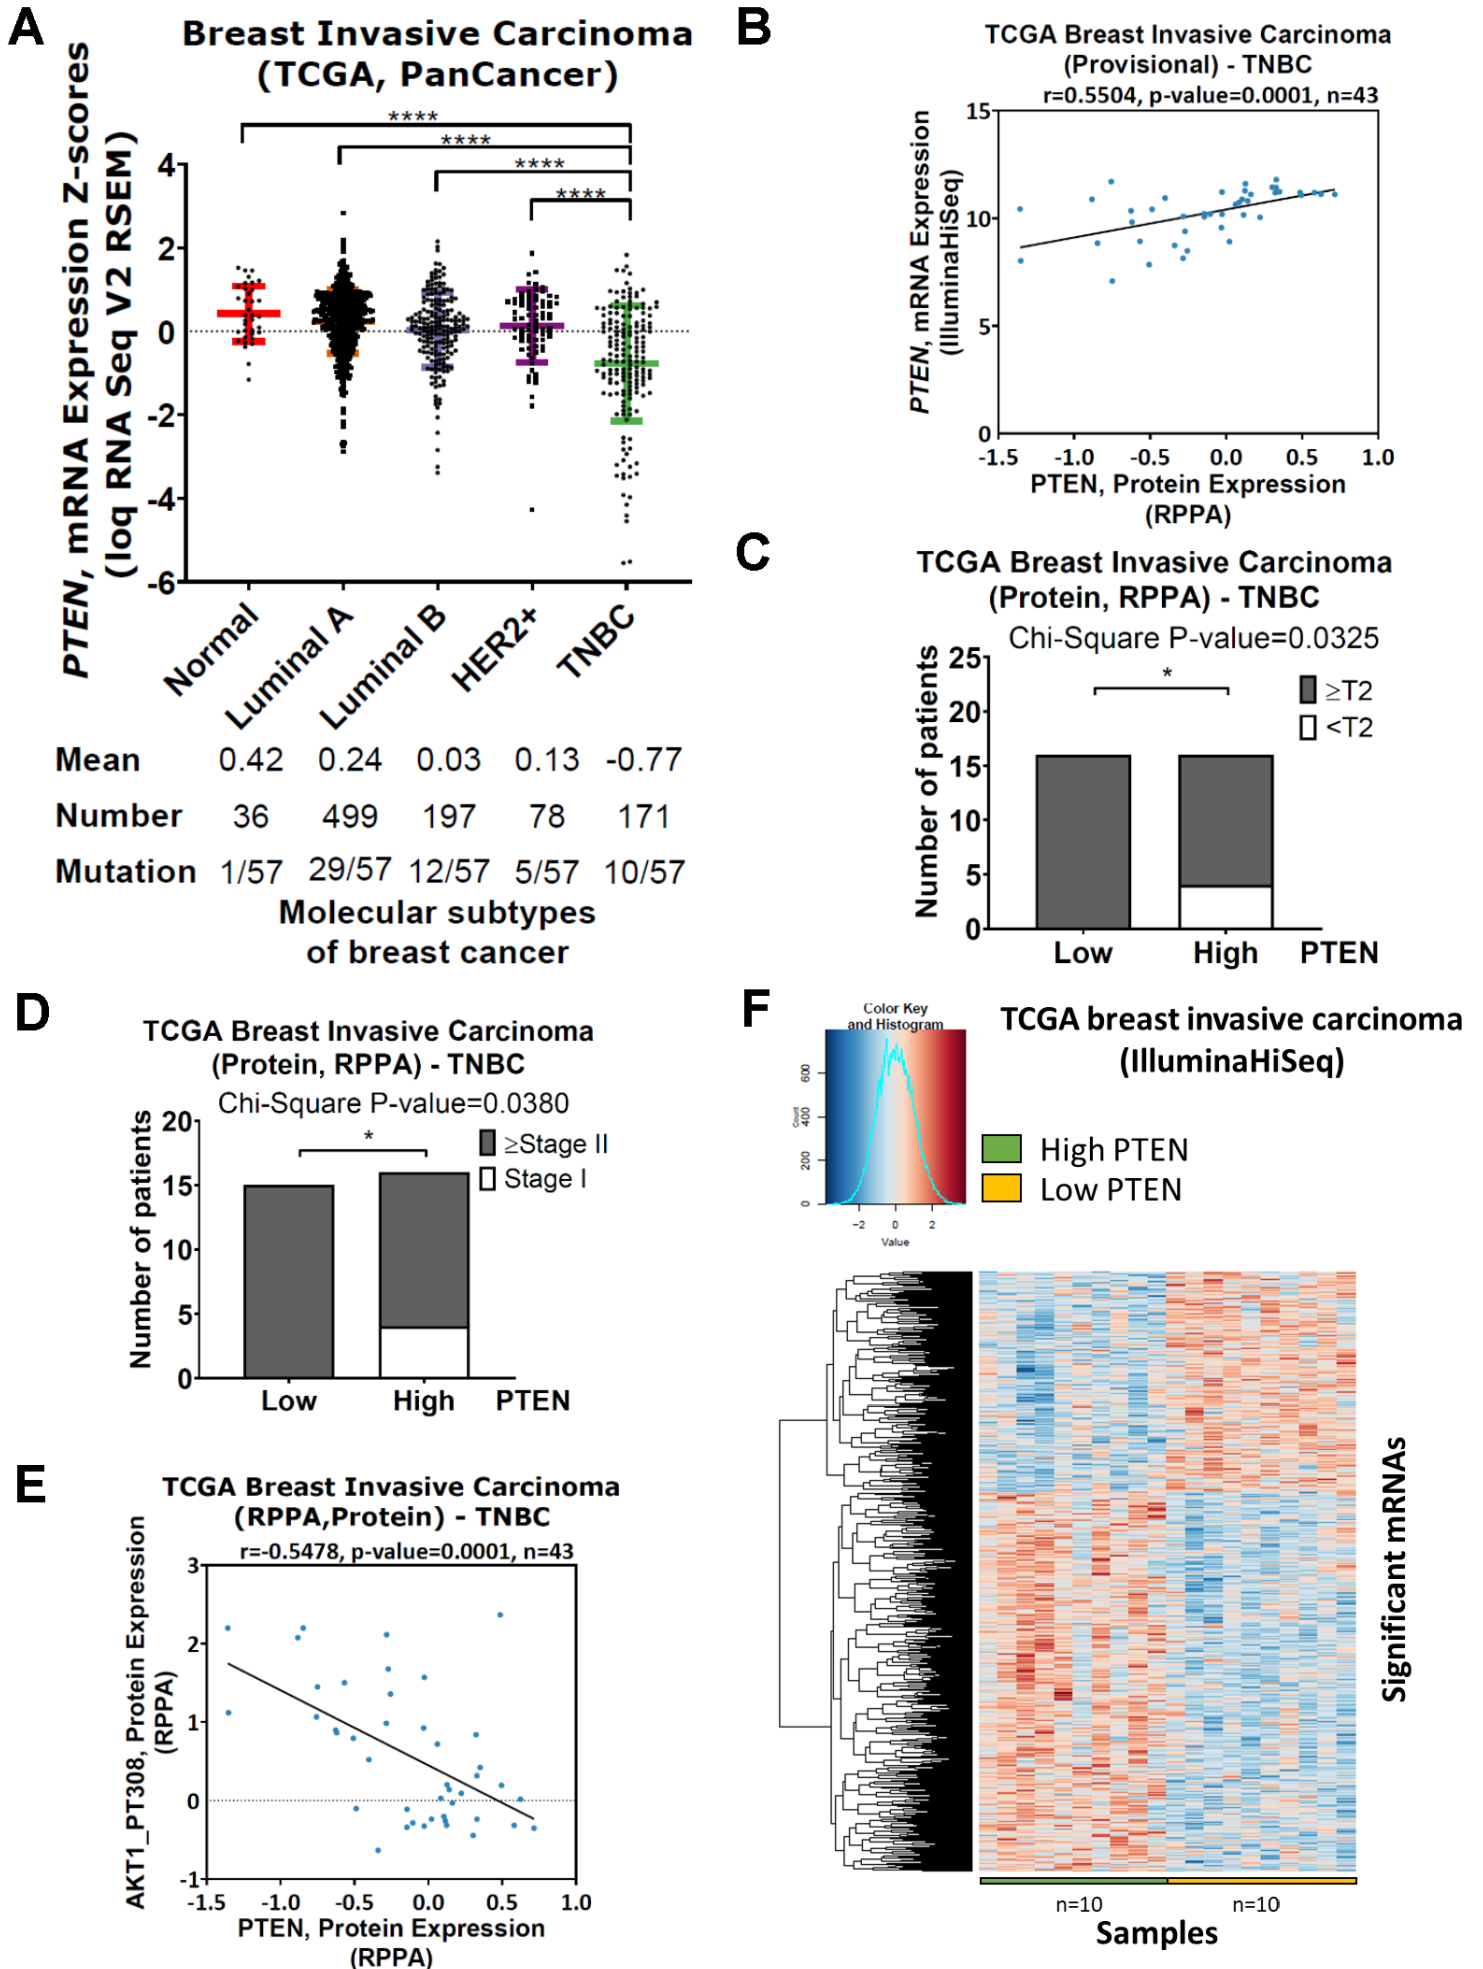 A
Breast Invasive Carcinoma
(TCGA, PanCancer)
PTEN, mRNA Expression Z-scores
(log RNA Seq V2 RSEM)
****
****
****
****
4
2
0
-2
-4
-6
Normal
Luminal A
Luminal B
HER2+
TNBC
Mean 0.42 0.24 0.03 0.13 -0.77
Number 36 499 197 78 171
Mutation 1/57 29/57 12/57 5/57 10/57
Molecular subtypes
of breast cancer
B
TCGA Breast Invasive Carcinoma
(Provisional) - TNBC
r=0.5504, p-value=0.0001, n=43
PTEN, mRNA Expression
(IlluminaHiSeq)
15
10
5
0
-1.5 -1.0 -0.5 0.0 0.5 1.0
PTEN, Protein Expression
(RPPA)
C
TCGA Breast Invasive Carcinoma
(Protein, RPPA) - TNBC
Chi-Square P-value=0.0325
*
≥T2
<T2
Number of patients
25
20
15
10
5
0
Low High PTEN
D
TCGA Breast Invasive Carcinoma
(Protein, RPPA) - TNBC
Chi-Square P-value=0.0380
*
≥Stage II
Stage I
Number of patients
20
15
10
5
0
Low High PTEN
E
TCGA Breast Invasive Carcinoma
(RPPA,Protein) - TNBC
r=-0.5478, p-value=0.0001, n=43
AKT1_PT308, Protein Expression
(RPPA)
3
2
1
0
-1
-1.5 -1.0 -0.5 0.0 0.5 1.0
PTEN, Protein Expression
(RPPA)
F
Color Key
and Histogram
Count
0 200 400 600
-2 0 2
Value
TCGA breast invasive carcinoma
(IlluminaHiSeq)
High PTEN
Low PTEN
Significant mRNAs
n=10 n=10
Samples